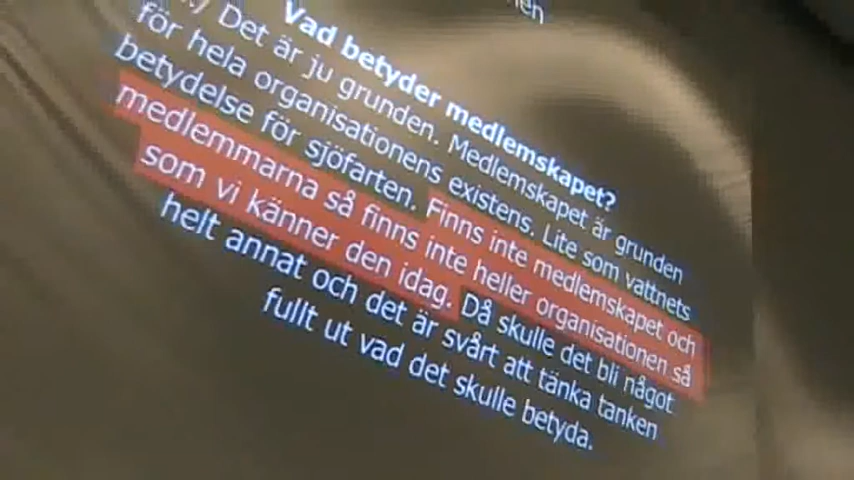 Vad betyder medlemskapet?
Det är ju grunden. Medlemskapet är grunden
för hela organisationens existens. Lite som vattnets
betydelse för sjöfarten. Finns inte medlemskapet och
medlemmarna så finns inte heller organisationen så
som vi känner den idag. Då skulle det bli något
helt annat och det är svårt att tänka tanken
fullt ut vad det skulle betyda.